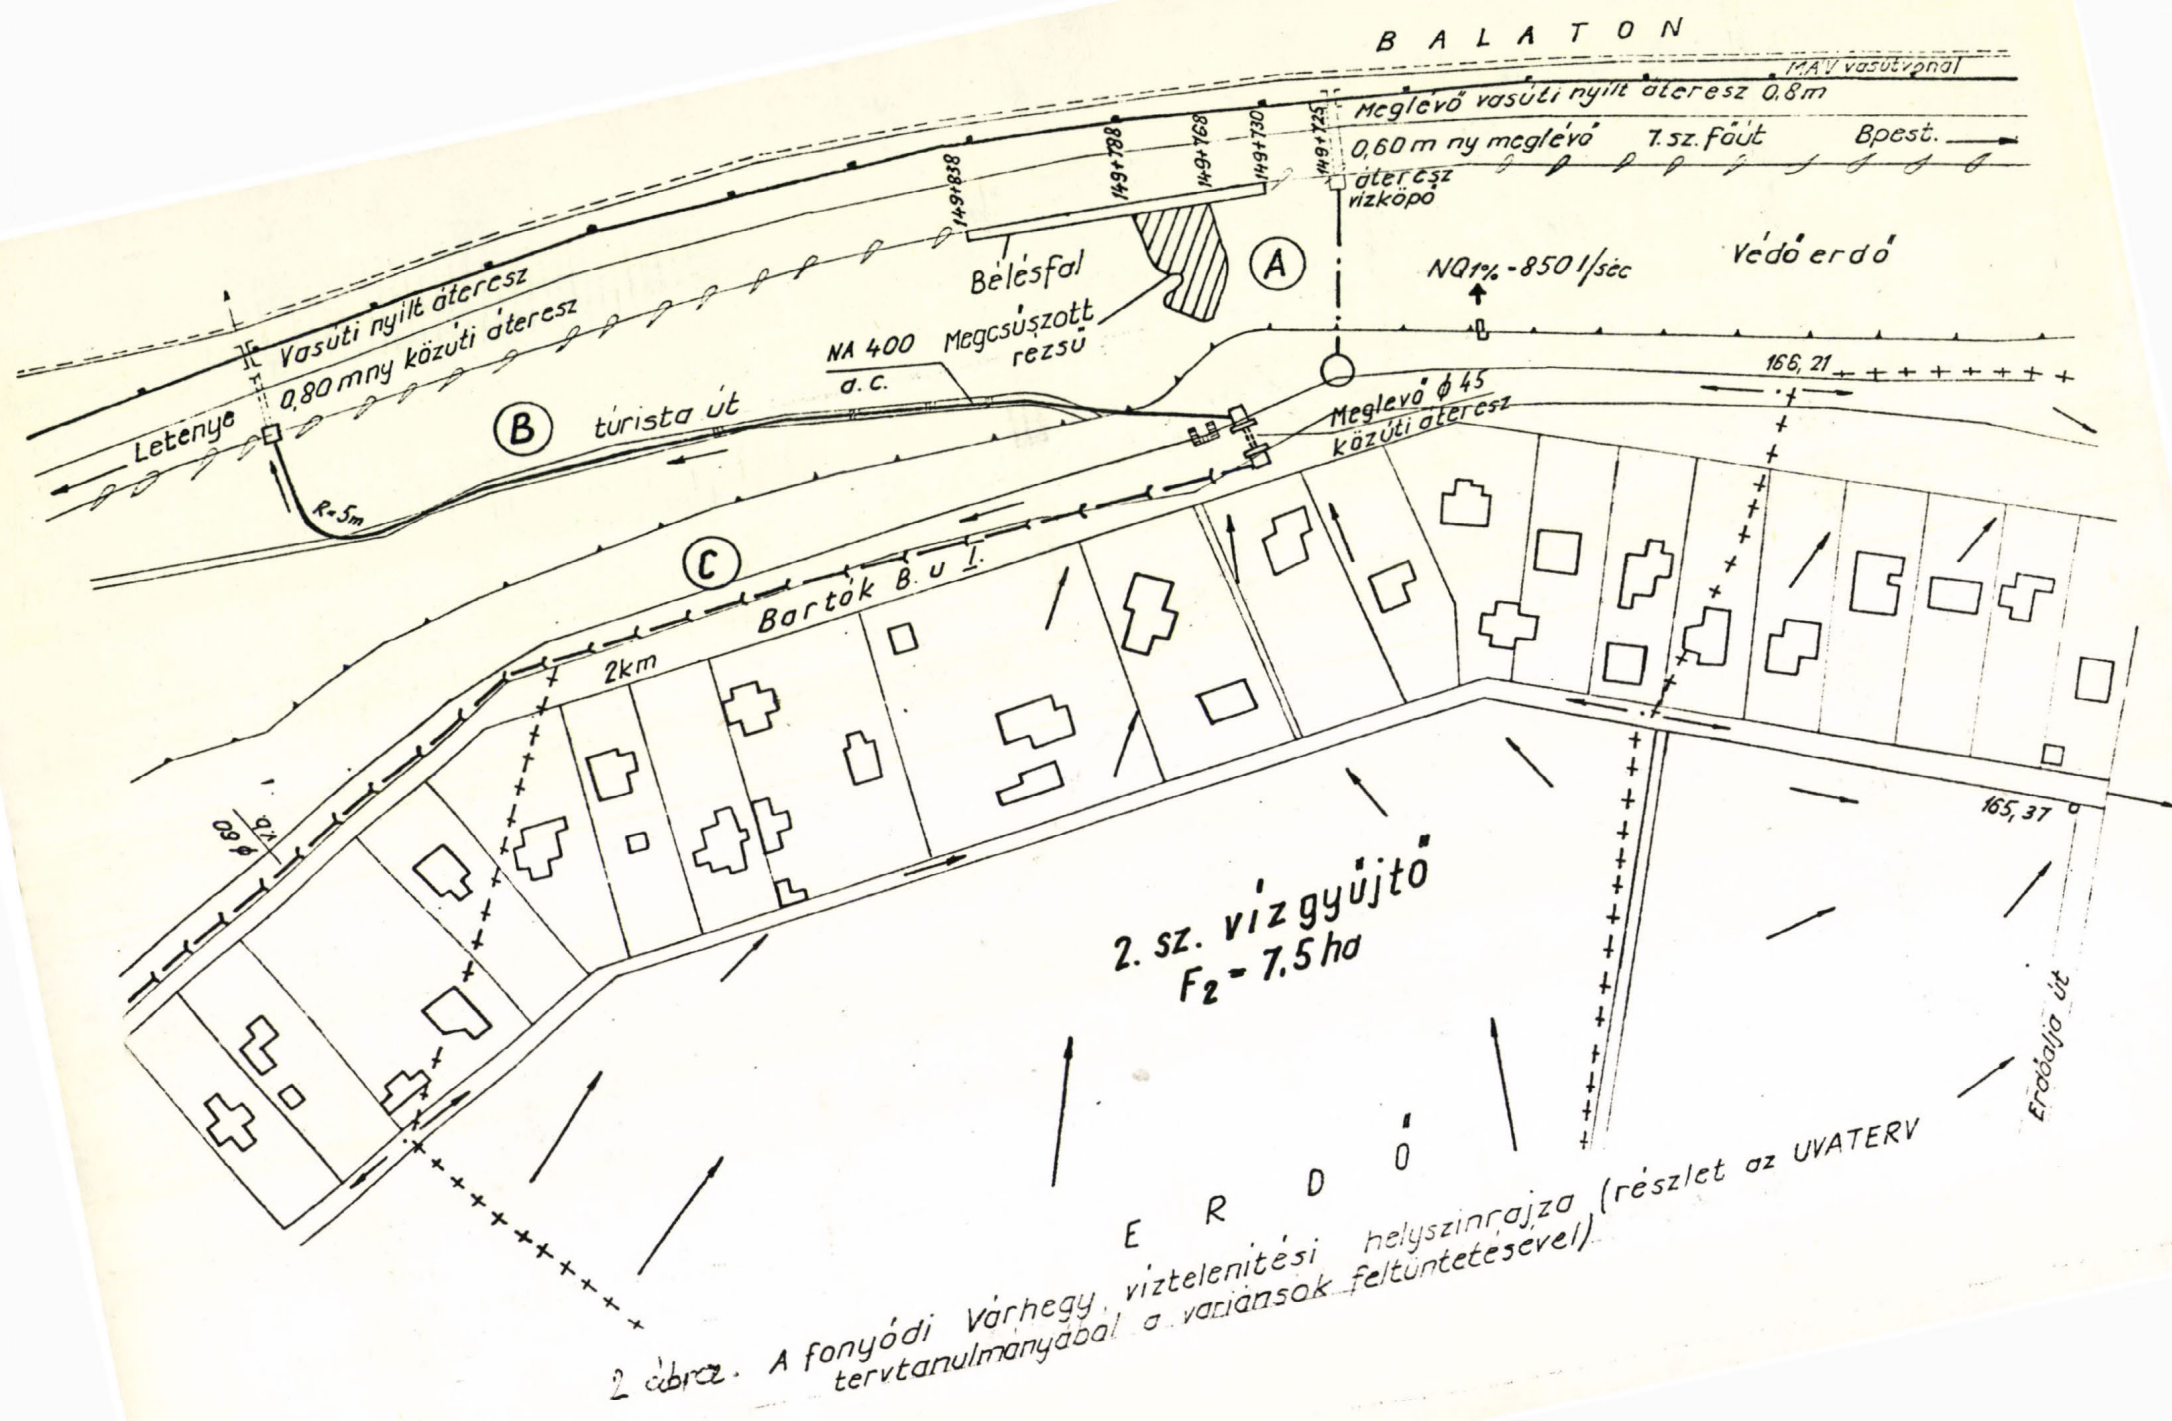 BALATON
MÁV vasútvonal
Meglévő vasúti nyílt áteresz 0,8m
0,60 m ny meglévő 7. sz. főút Bpest.
áteresz
vízköpő
149+838
149+788
149+768
149+730
149+725
Bélésfal
A
NQ1% - 850 l/séc
Védőerdő
Megcsúszott
rézsű
Vasúti nyílt áteresz
0,80 m ny közúti áteresz
NA 400
a.c.
166,21
Letenye
B
túrista út
Meglévő ϕ 45
közúti áteresz
R=5m
C
Bartók B. u I.
2km
ϕ 60
v.b.
165,37
2. sz. vízgyűjtő
F2 - 7.5 ha
Erdőalja út
ERDŐ
2 ábra. A fonyódi Várhegy víztelenítési helyszínrajza (részlet az UVATERV
tervtanulmányából a variánsok feltüntetésével)